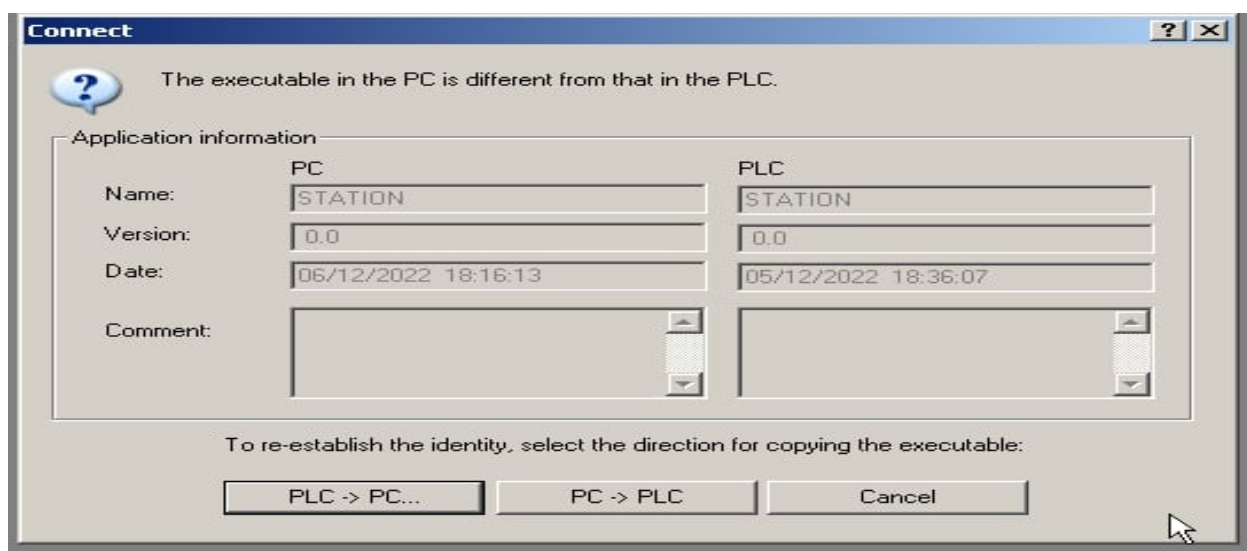 Connect
The executable in the PC is different from that in the PLC.
Application information
PC PLC
Name: STATION STATION
Version: 0.0 0.0
Date: 06/12/2022 18:16:13 05/12/2022 18:36:07
Comment:
To re-establish the identity, select the direction for copying the executable:
PLC -> PC... PC -> PLC Cancel